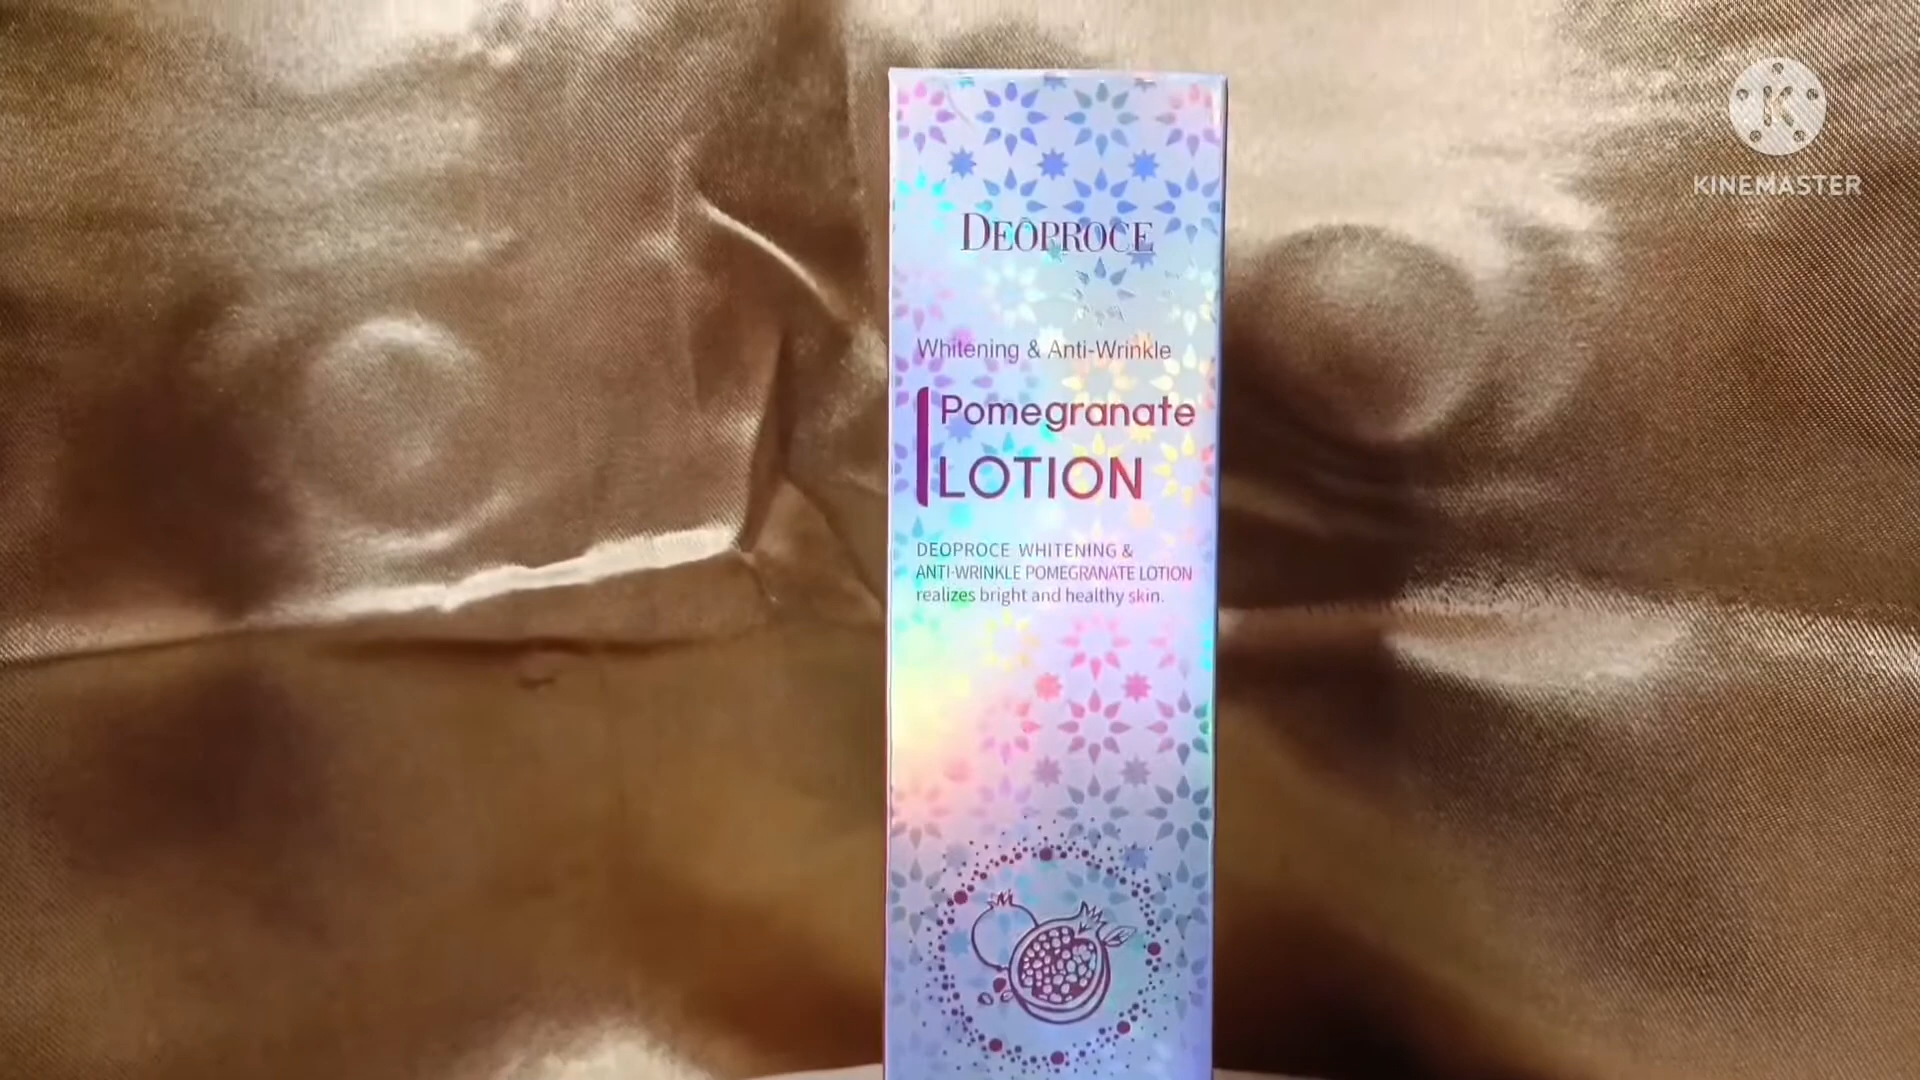 K
KINEMASTER
DEOPROCE
Whitening & Anti-Wrinkle
Pomegranate
LOTION
DEOPROCE WHITENING &
ANTI-WRINKLE POMEGRANATE LOTION
realizes bright and healthy skin.